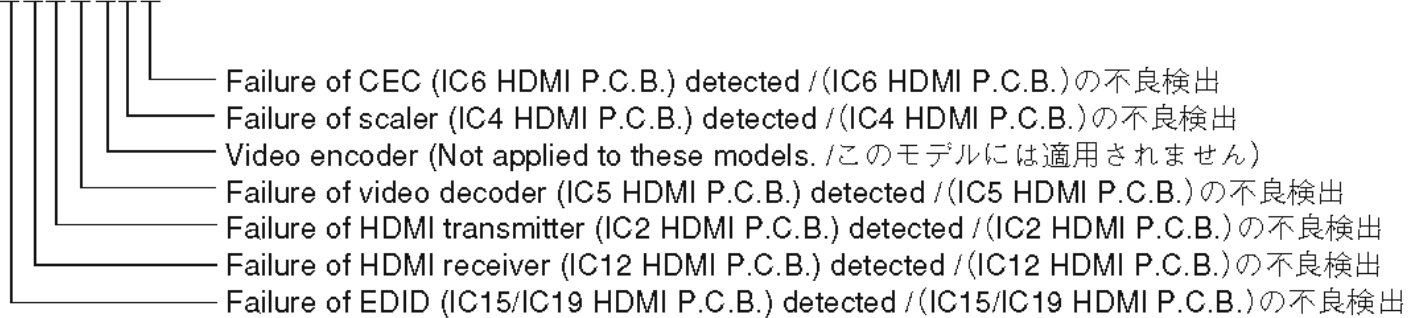 Failure of CEC (IC6 HDMI P.C.B.) detected /(IC6 HDMI P.C.B.)の不良検出
Failure of scaler (IC4 HDMI P.C.B.) detected /(IC4 HDMI P.C.B.)の不良検出
Video encoder (Not applied to these models. /このモデルには適用されません)
Failure of video decoder (IC5 HDMI P.C.B.) detected /(IC5 HDMI P.C.B.)の不良検出
Failure of HDMI transmitter (IC2 HDMI P.C.B.) detected /(IC2 HDMI P.C.B.)の不良検出
Failure of HDMI receiver (IC12 HDMI P.C.B.) detected /(IC12 HDMI P.C.B.)の不良検出
Failure of EDID (IC15/IC19 HDMI P.C.B.) detected /(IC15/IC19 HDMI P.C.B.)の不良検出